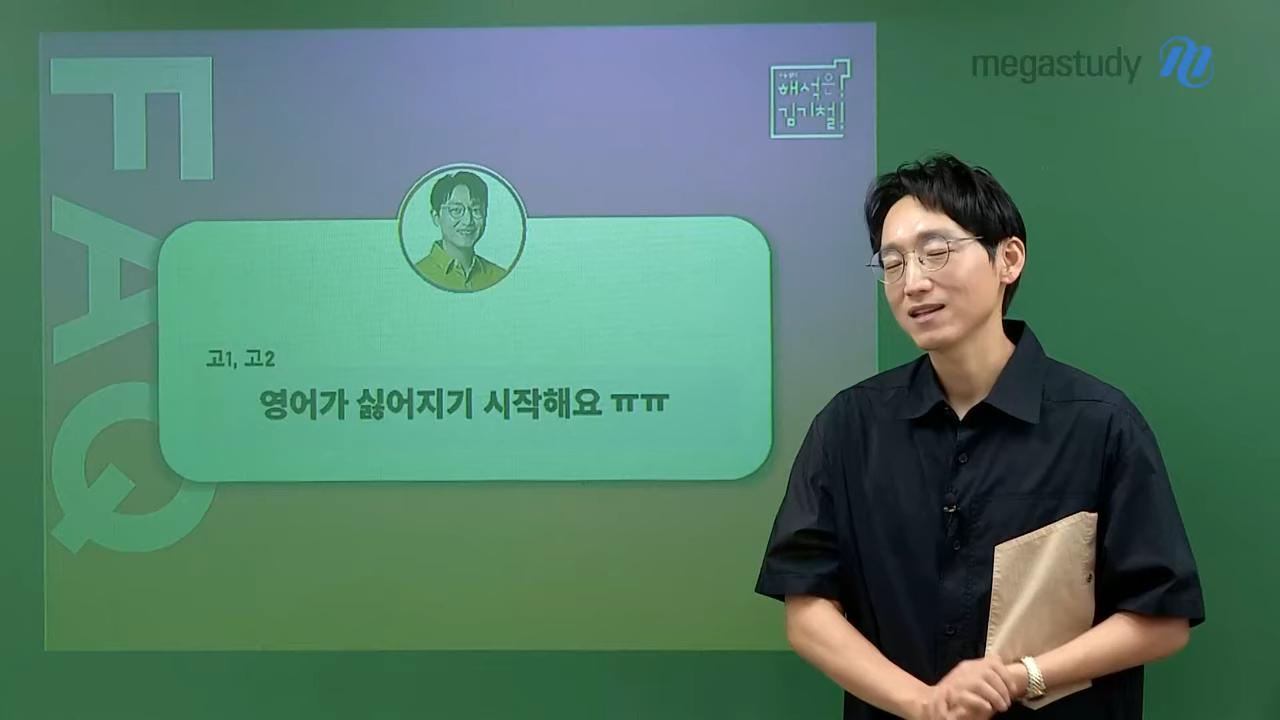 FAQ
해석은!
김기철!
megastudy
고1, 고2
영어가 싫어지기 시작해요 ㅠㅠ